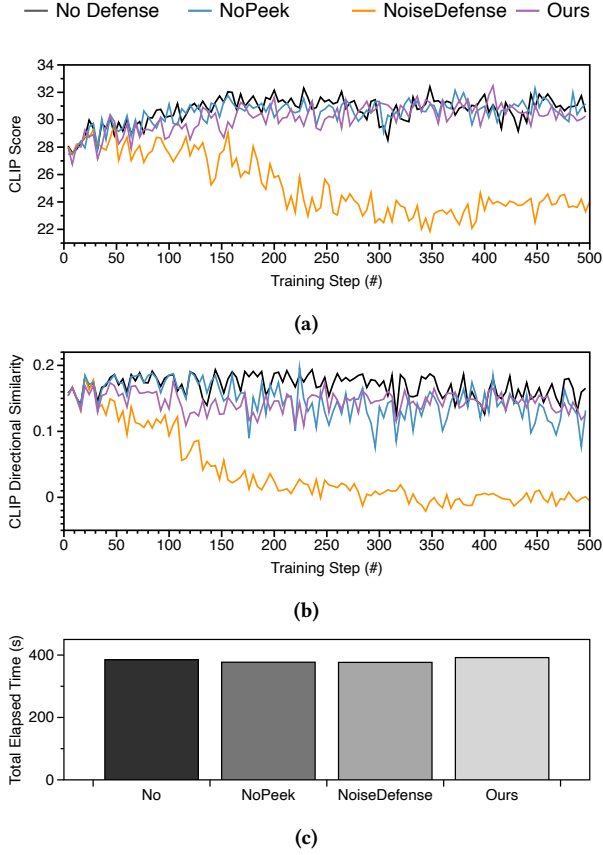 No Defense NoPeek NoiseDefense Ours
34
32
30
28
26
24
22
CLIP Score
0 50 100 150 200 250 300 350 400 450 500
Training Step (#)
(a)
0.2
0.1
0
CLIP Directional Similarity
0 50 100 150 200 250 300 350 400 450 500
Training Step (#)
(b)
400
200
0
Total Elapsed Time (s)
No NoPeek NoiseDefense Ours
(c)